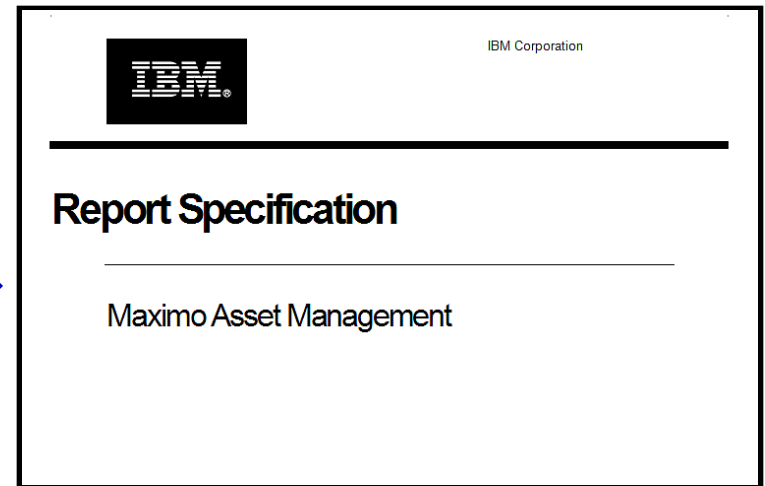 IBM Corporation
IBM®
Report Specification
Maximo Asset Management